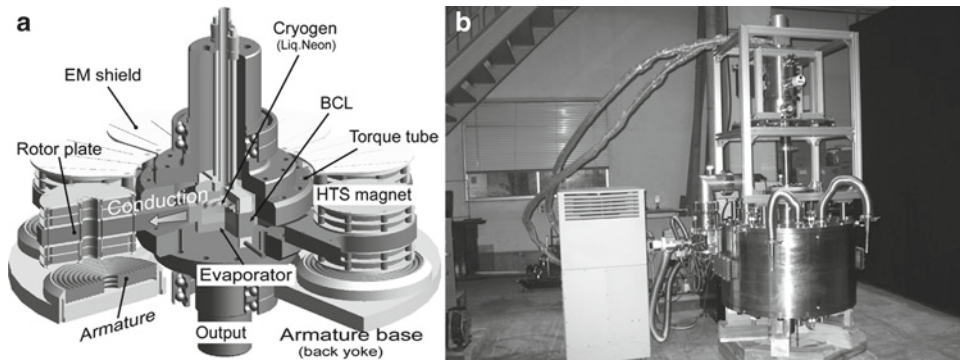 a
Cryogen
(Liq.Neon)
EM shield
BCL
Torque tube
Rotor plate
HTS magnet
Conduction
Evaporator
Armature
Output
Armature base
(back yoke)
b